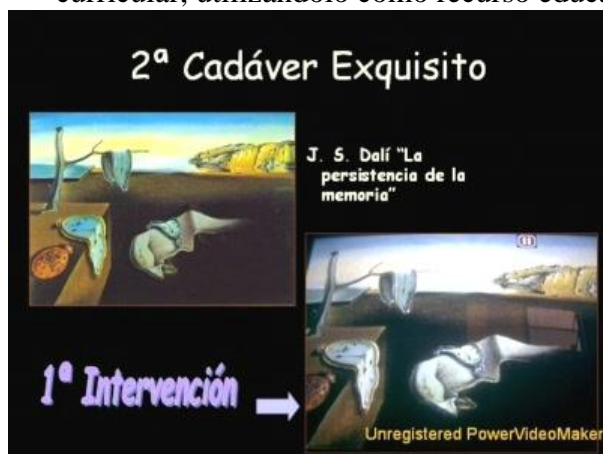 2ª Cadáver Exquisito
J. S. Dalí “La
persistencia de la
memoria”
1ª Intervención
Unregistered PowerVideoMaker